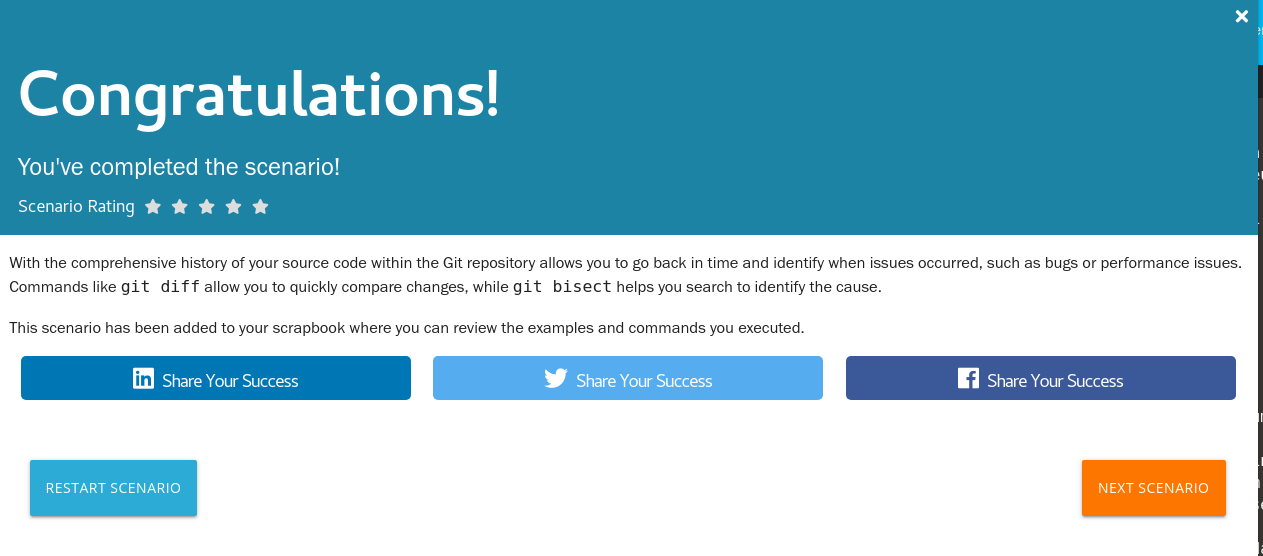 Congratulations!
You've completed the scenario!
Scenario Rating
With the comprehensive history of your source code within the Git repository allows you to go back in time and identify when issues occurred, such as bugs or performance issues.
Commands like git diff allow you to quickly compare changes, while git bisect helps you search to identify the cause.
This scenario has been added to your scrapbook where you can review the examples and commands you executed.
Share Your Success
Share Your Success
Share Your Success
RESTART SCENARIO
NEXT SCENARIO